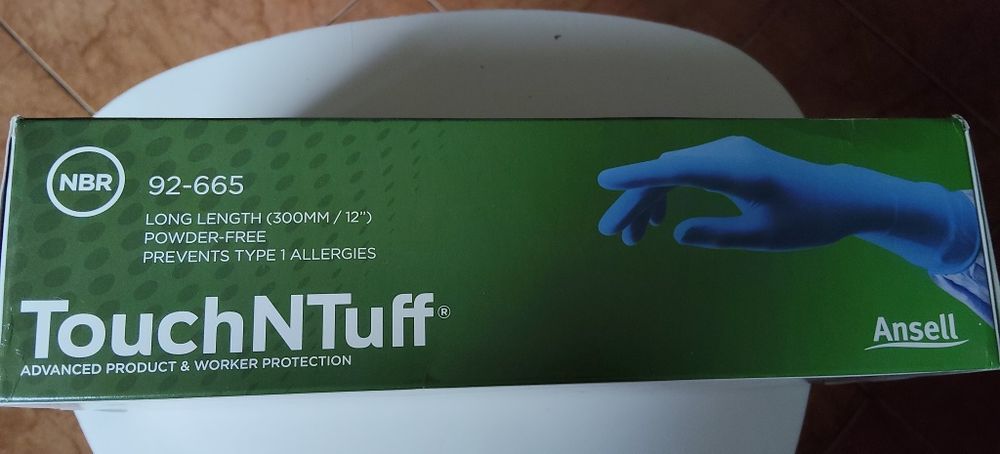 NBR
92-665
LONG LENGTH (300MM / 12")
POWDER-FREE
PREVENTS TYPE 1 ALLERGIES
TouchNTuff®
ADVANCED PRODUCT & WORKER PROTECTION
Ansell